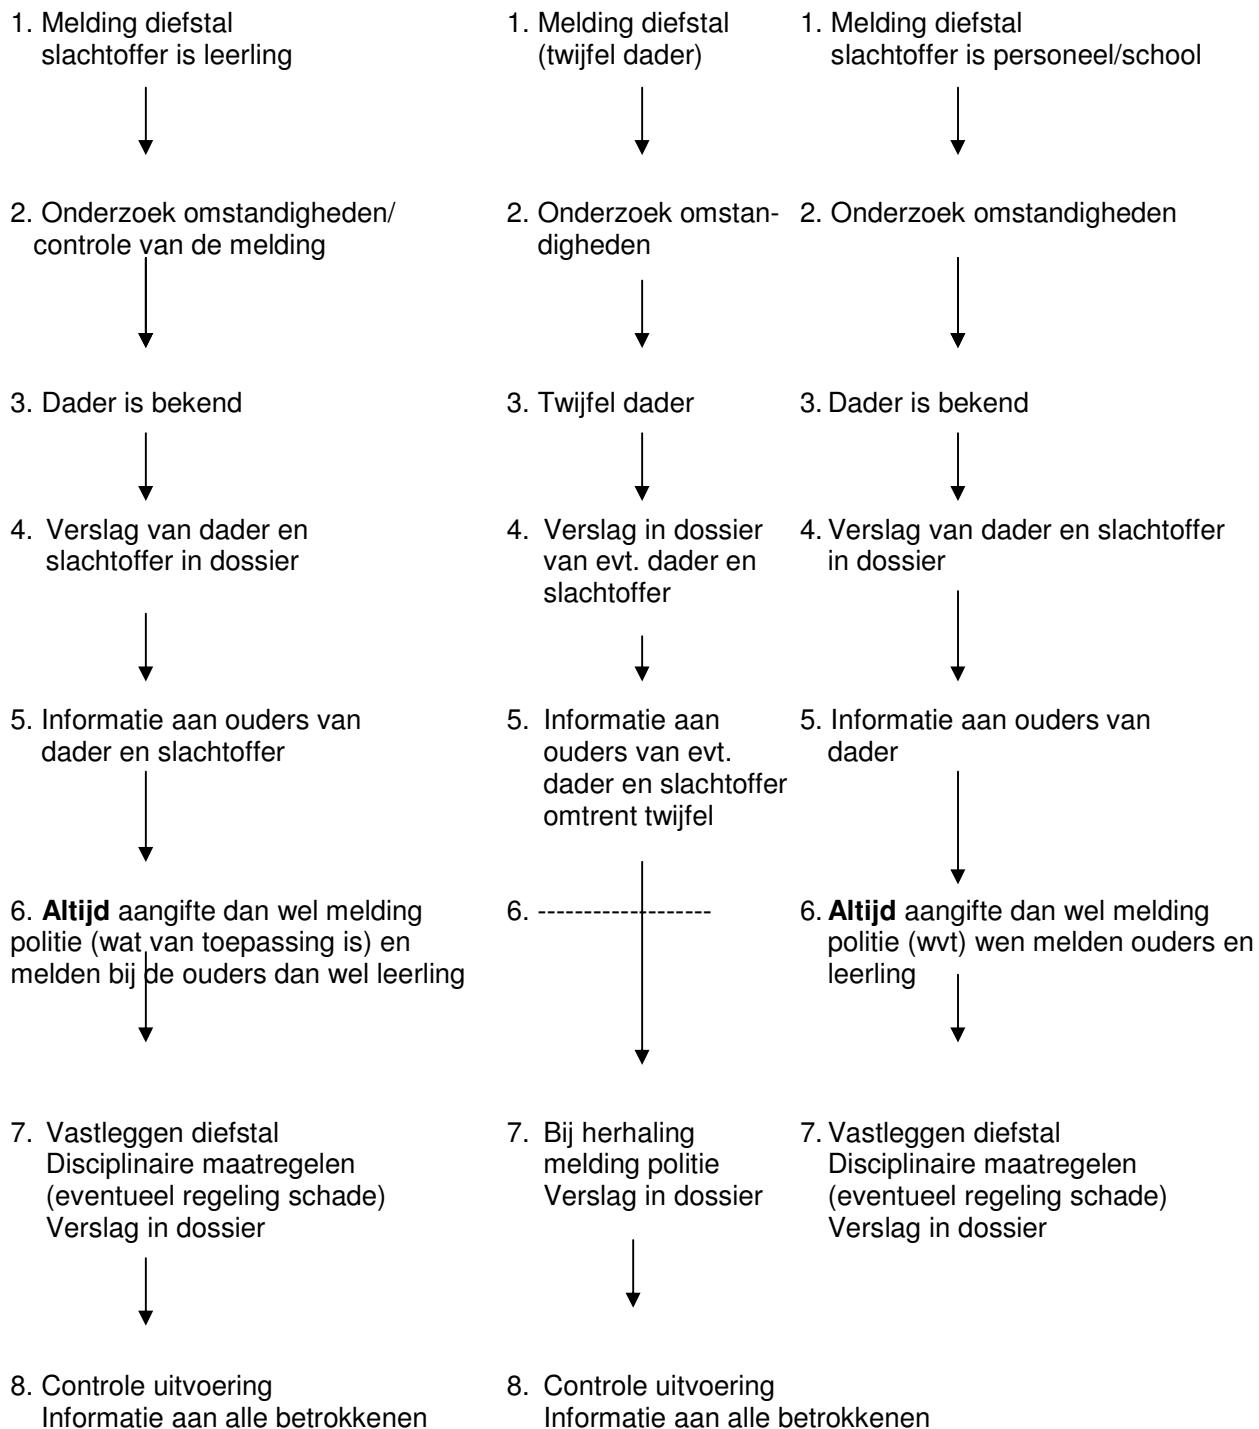 1. Melding diefstal
slachtoffer is leerling
2. Onderzoek omstandigheden/
controle van de melding
3. Dader is bekend
4. Verslag van dader en
slachtoffer in dossier
5. Informatie aan ouders van
dader en slachtoffer
6. Altijd aangifte dan wel melding
politie (wat van toepassing is) en
melden bij de ouders dan wel leerling
7. Vastleggen diefstal
Disciplinaire maatregelen
(eventueel regeling schade)
Verslag in dossier
8. Controle uitvoering
Informatie aan alle betrokkenen
1. Melding diefstal
(twijfel dader)
2. Onderzoek omstan-
digheden
3. Twijfel dader
4. Verslag in dossier
van evt. dader en
slachtoffer
5. Informatie aan
ouders van evt.
dader en slachtoffer
omtrent twijfel
6. -------------------
7. Bij herhaling
melding politie
Verslag in dossier
8. Controle uitvoering
Informatie aan alle betrokkenen
1. Melding diefstal
slachtoffer is personeel/school
2. Onderzoek omstandigheden
3. Dader is bekend
4. Verslag van dader en slachtoffer
in dossier
5. Informatie aan ouders van
dader
6. Altijd aangifte dan wel melding
politie (wvt) wen melden ouders en
leerling
7. Vastleggen diefstal
Disciplinaire maatregelen
(eventueel regeling schade)
Verslag in dossier